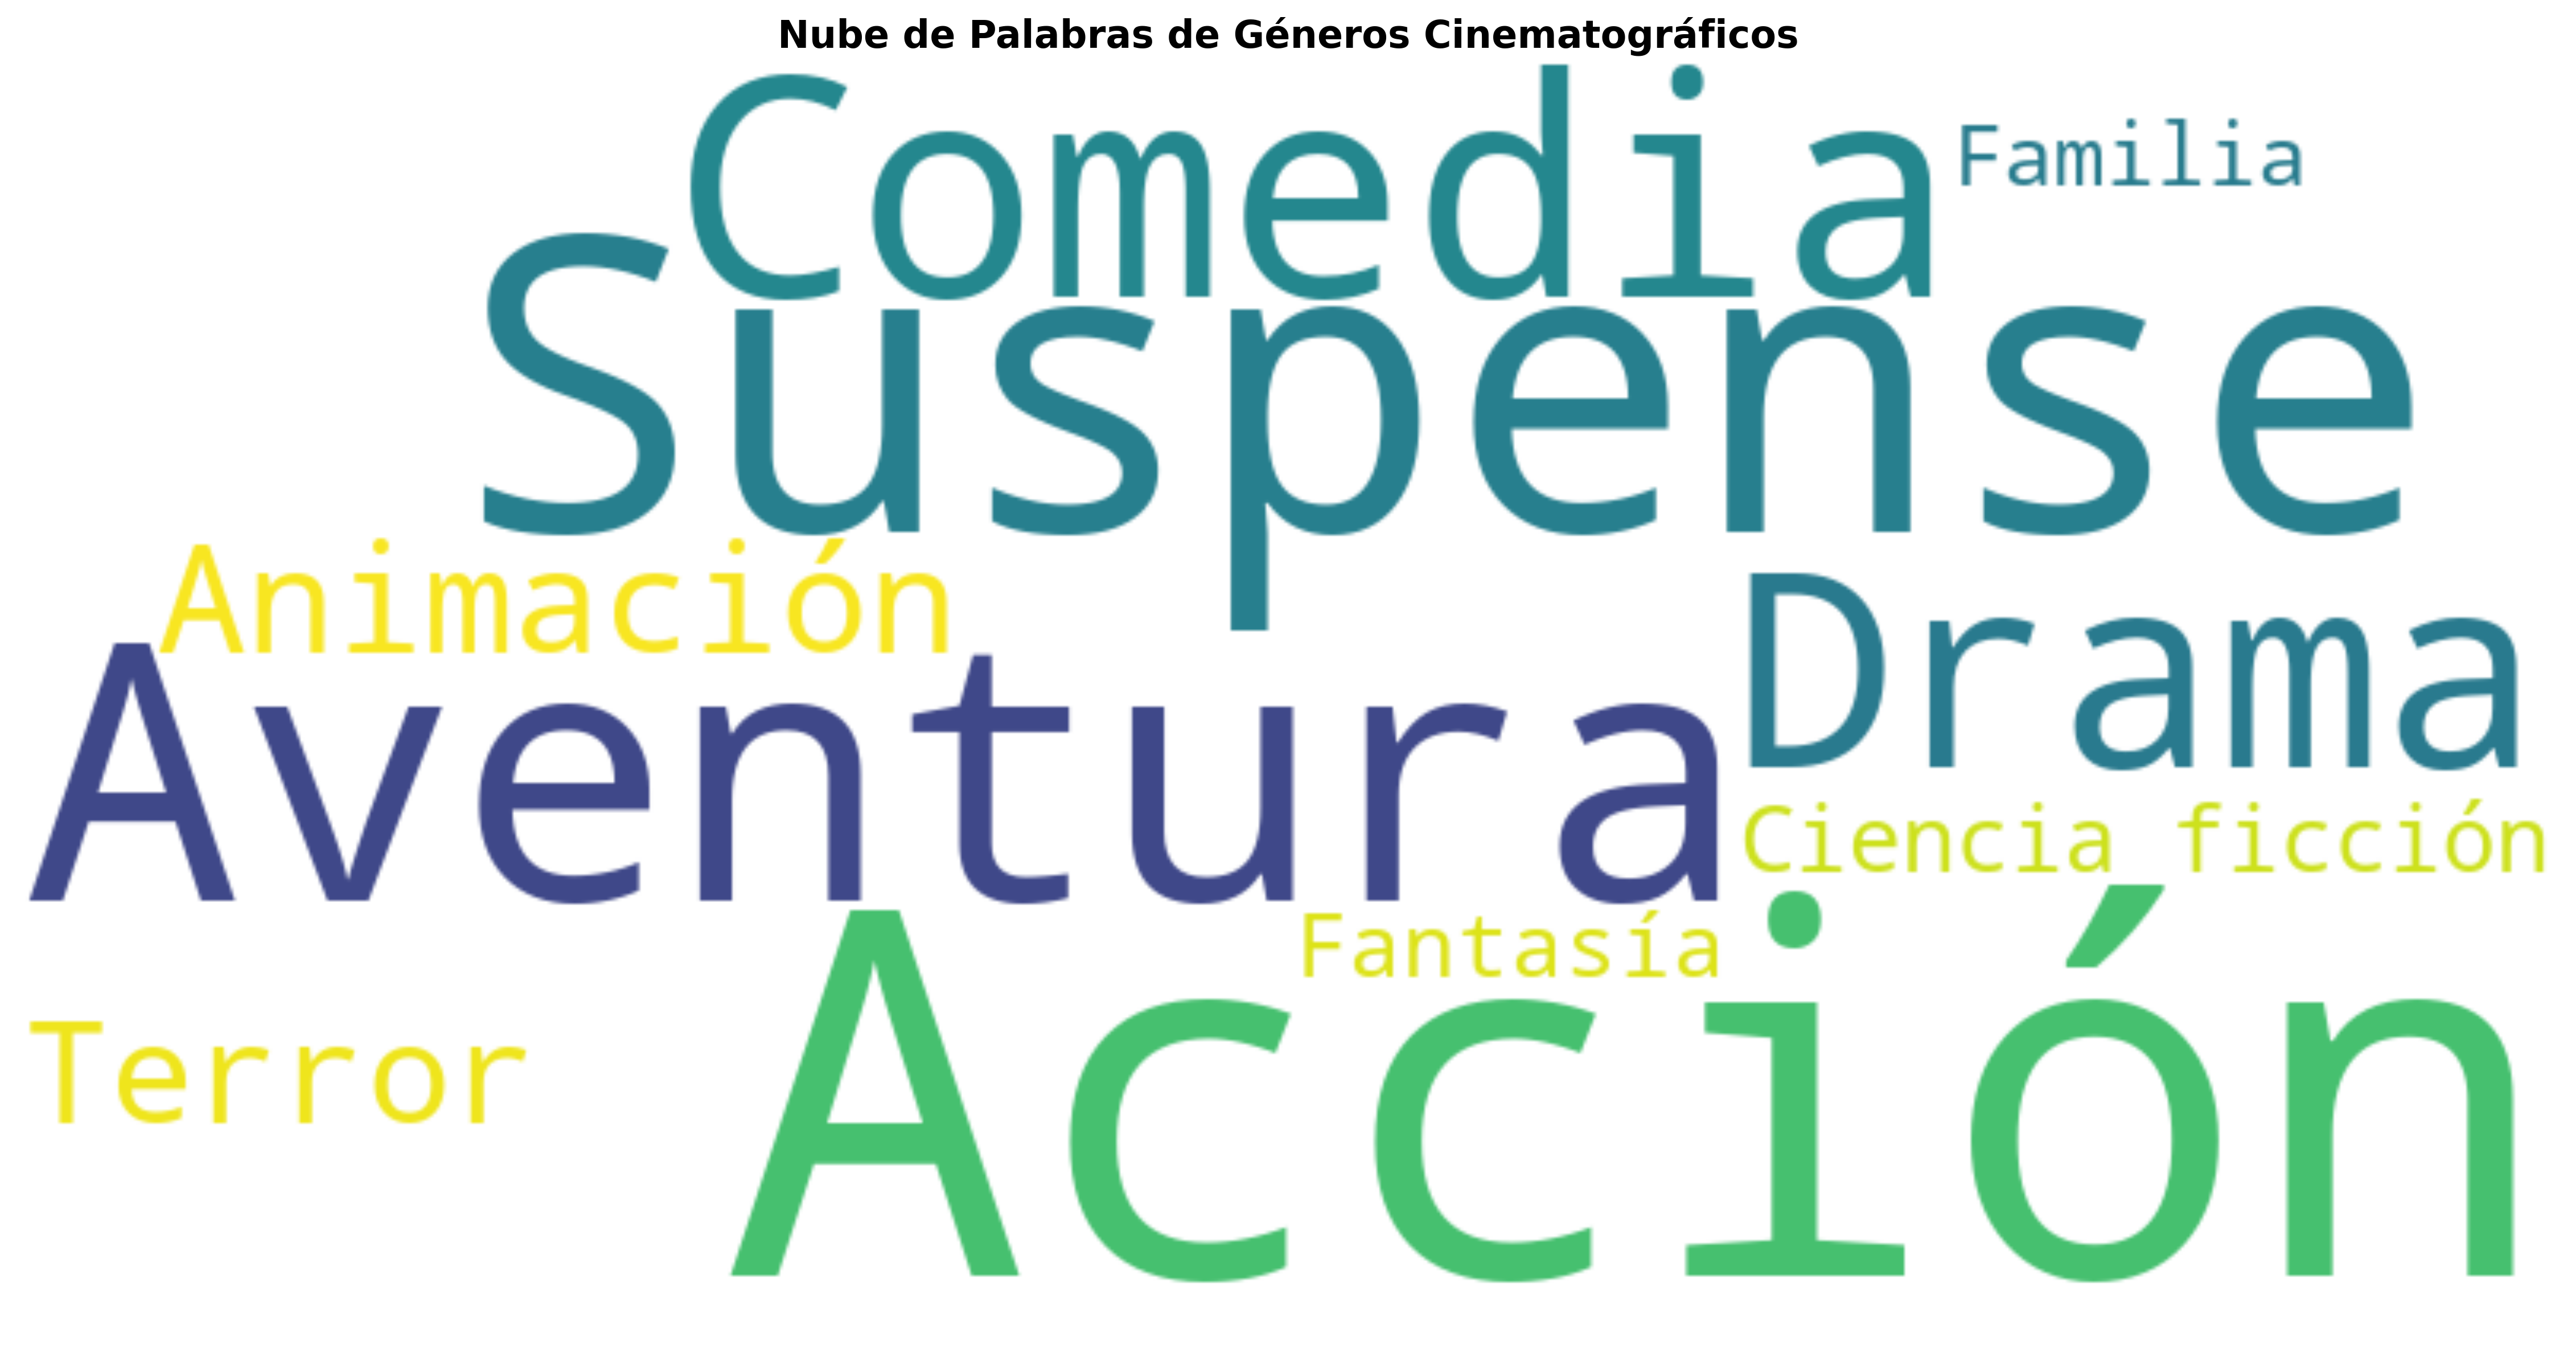 Nube de Palabras de Géneros Cinematográficos
Comedia
Familia
Suspense
Animación
Drama
Aventura
Ciencia ficción
Fantasía
Acción
Terror